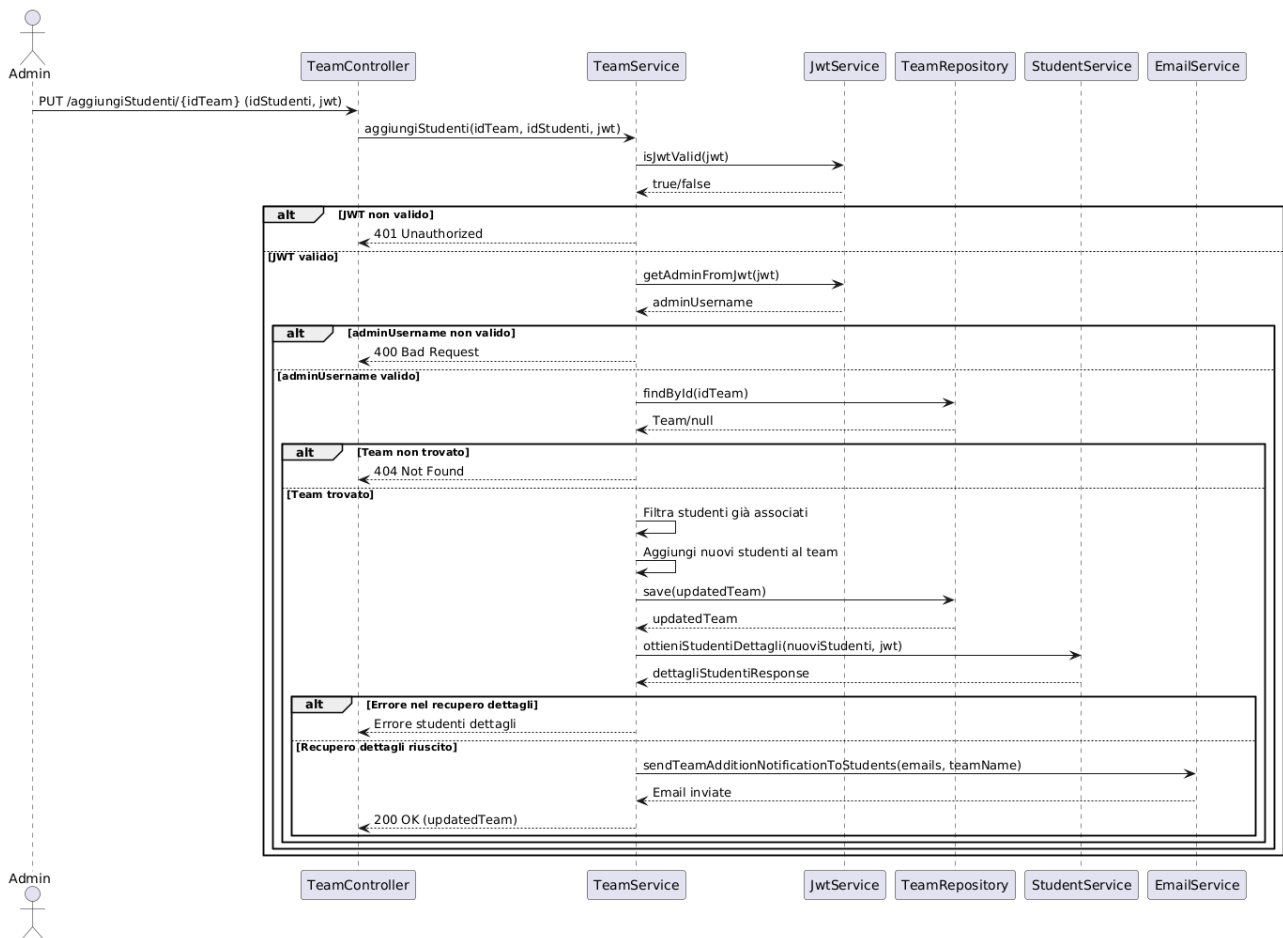 Admin
TeamController
TeamService
JwtService
TeamRepository
StudentService
EmailService
PUT /aggiungiStudenti/{idTeam} (idStudenti, jwt)
aggiungiStudenti(idTeam, idStudenti, jwt)
isJwtValid(jwt)
true/false
alt [JWT non valido]
401 Unauthorized
[JWT valido]
getAdminFromJwt(jwt)
adminUsername
alt [adminUsername non valido]
400 Bad Request
[adminUsername valido]
findById(idTeam)
Team/null
alt [Team non trovato]
404 Not Found
[Team trovato]
Filtra studenti già associati
Aggiungi nuovi studenti al team
save(updatedTeam)
updatedTeam
ottieniStudentiDettagli(nuoviStudenti, jwt)
dettagliStudentiResponse
alt [Errore nel recupero dettagli]
Errore studenti dettagli
[Recupero dettagli riuscito]
sendTeamAdditionNotificationToStudents(emails, teamName)
Email inviate
200 OK (updatedTeam)
Admin
TeamController
TeamService
JwtService
TeamRepository
StudentService
EmailService